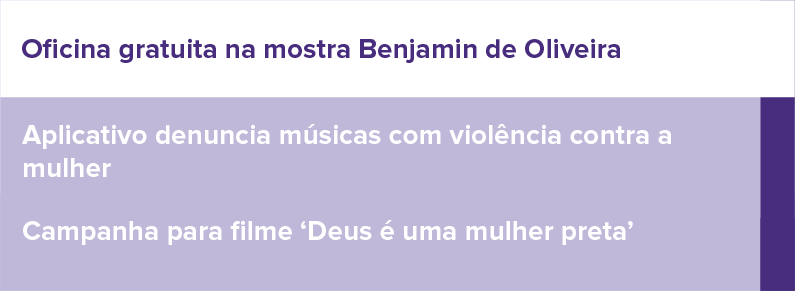 Oficina gratuita na mostra Benjamin de Oliveira
Aplicativo denuncia músicas com violência contra a
mulher
Campanha para filme ‘Deus é uma mulher preta’